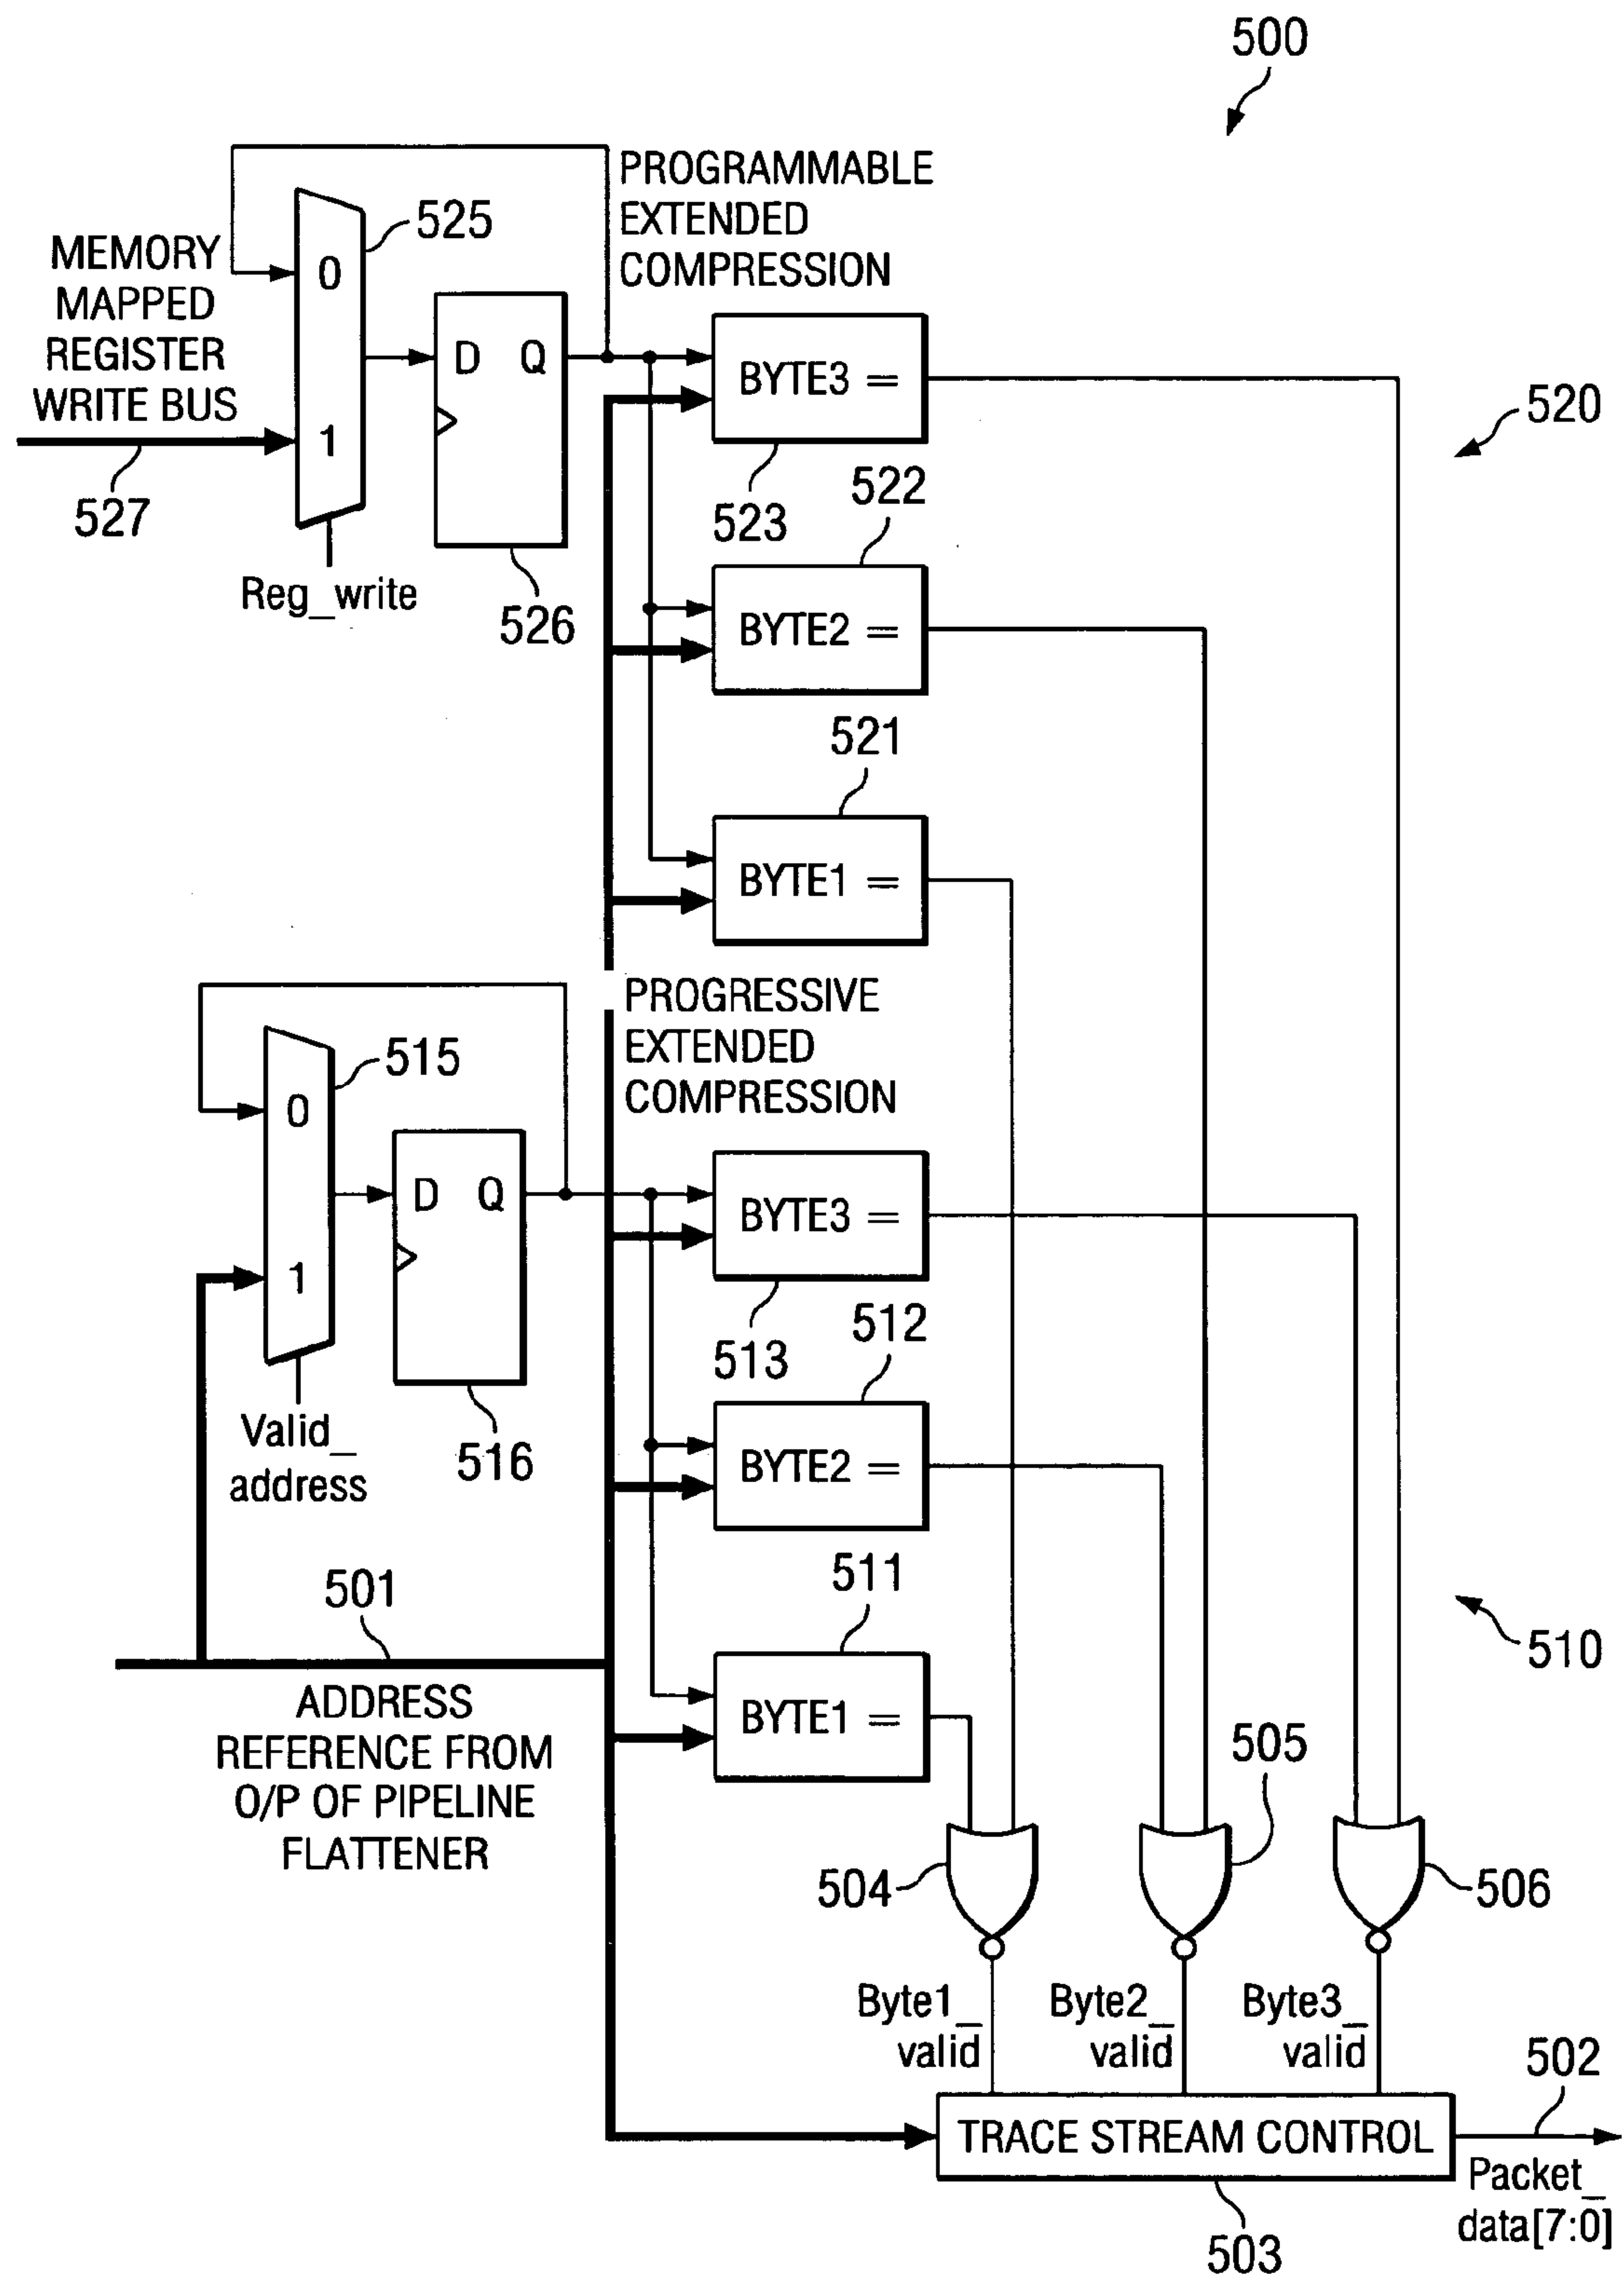 500
PROGRAMMABLE
EXTENDED
COMPRESSION
525
MEMORY
MAPPED
REGISTER
WRITE BUS
0
1
D Q
527
Reg_write
526
BYTE3 =
523
520
522
BYTE2 =
521
BYTE1 =
PROGRESSIVE
EXTENDED
COMPRESSION
515
0
1
D Q
Valid_
address
516
BYTE3 =
513
512
BYTE2 =
511
BYTE1 =
510
501
ADDRESS
REFERENCE FROM
O/P OF PIPELINE
FLATTENER
504
505
506
Byte1_
valid
Byte2_
valid
Byte3_
valid
TRACE STREAM CONTROL
502
Packet_
data[7:0]
503